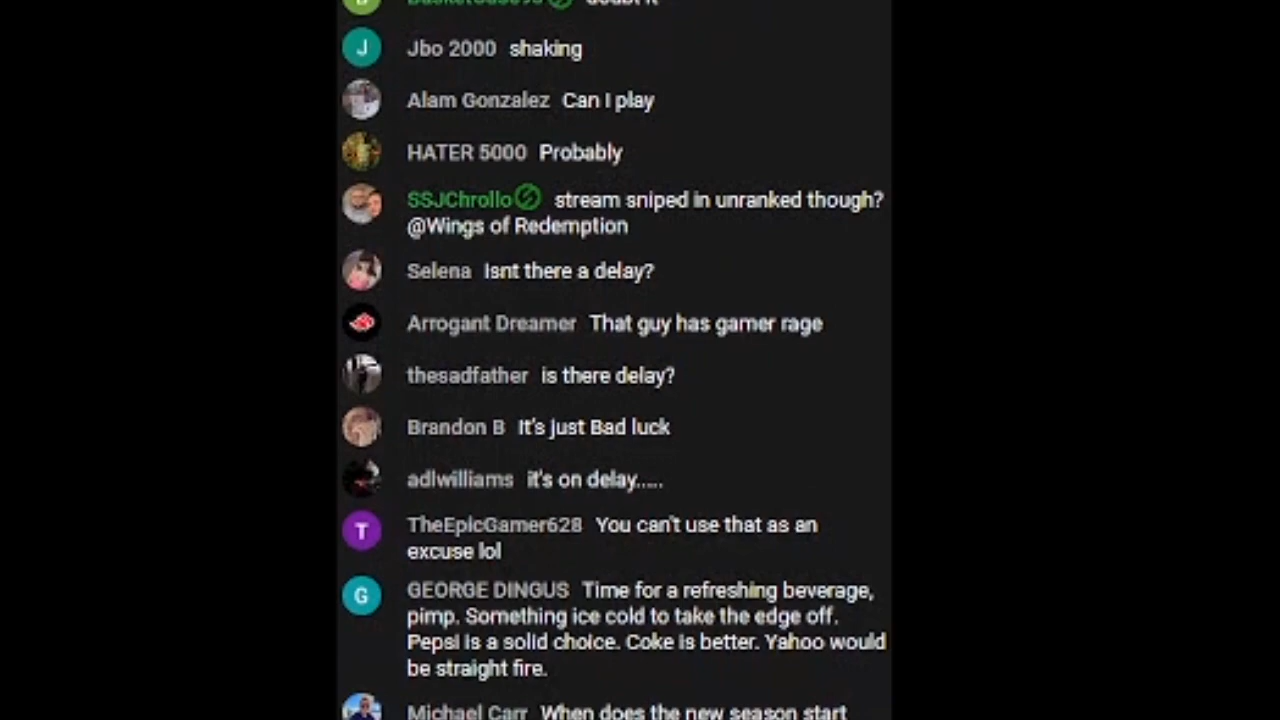 doubt it
Jbo 2000 shaking
Alam Gonzalez Can I play
HATER 5000 Probably
SSJChrollo stream sniped in unranked though?
@Wings of Redemption
Selena Isnt there a delay?
Arrogant Dreamer That guy has gamer rage
thesadfather is there delay?
Brandon B It's just Bad luck
adlwilliams it's on delay.....
TheEpicGamer628 You can't use that as an
excuse lol
GEORGE DINGUS Time for a refreshing beverage,
pimp. Something ice cold to take the edge off.
Pepsi is a solid choice. Coke is better. Yahoo would
be straight fire.
Michael Carr When does the new season start
J
T
G